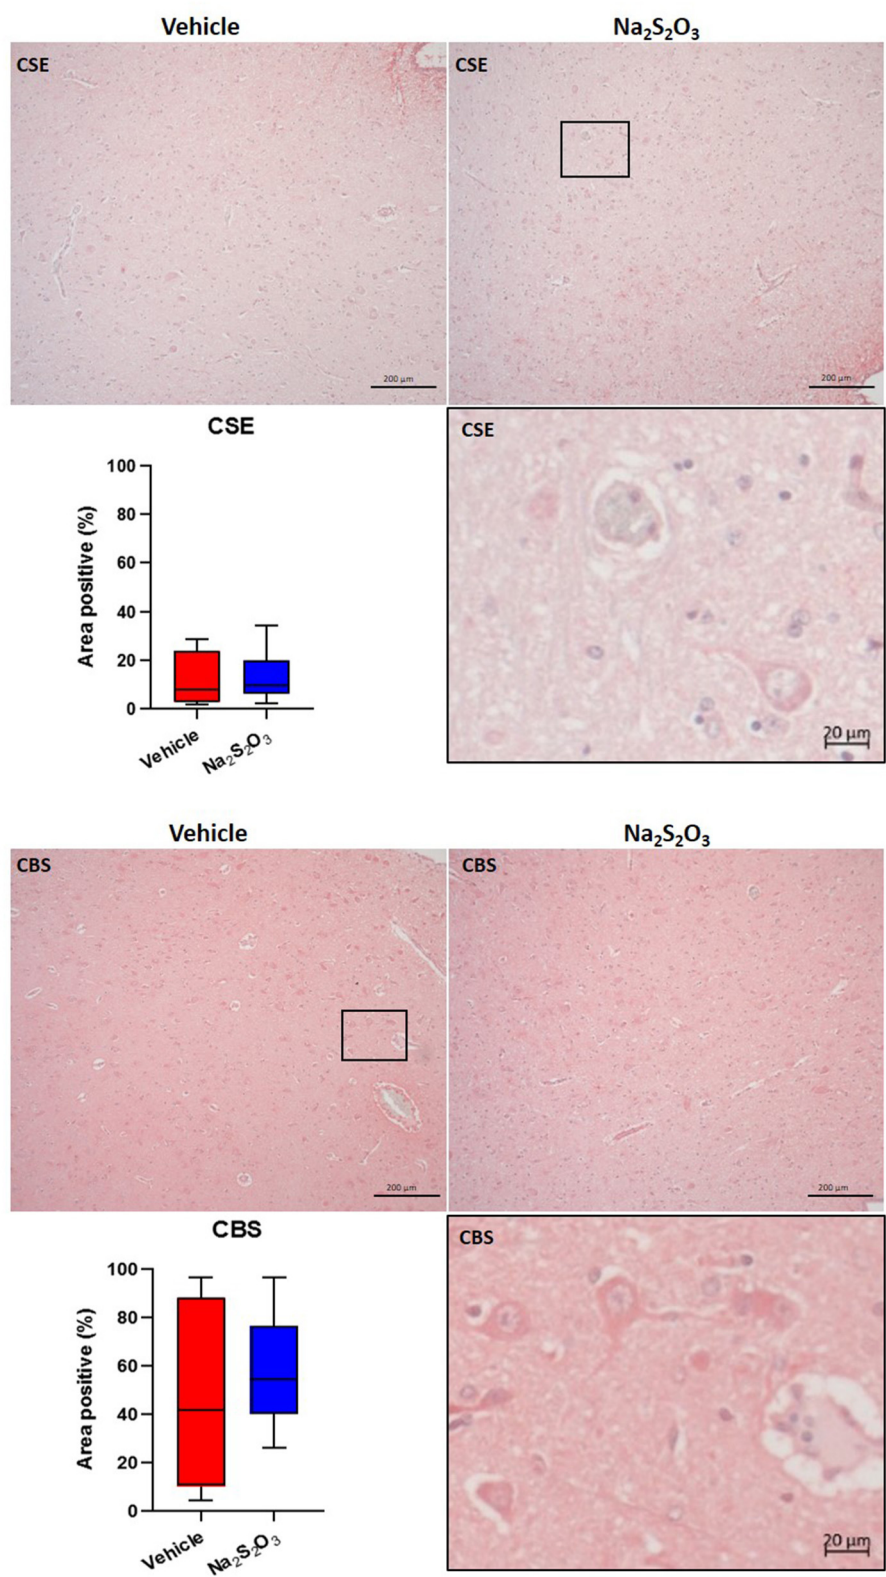 Vehicle
Na₂S₂O₃
CSE
CSE
200 µm
200 µm
CSE
CSE
100
80
60
40
20
0
Area positive (%)
Vehicle
Na₂S₂O₃
20 µm
Vehicle
Na₂S₂O₃
CBS
CBS
200 µm
200 µm
CBS
CBS
100
80
60
40
20
0
Area positive (%)
Vehicle
Na₂S₂O₃
20 µm